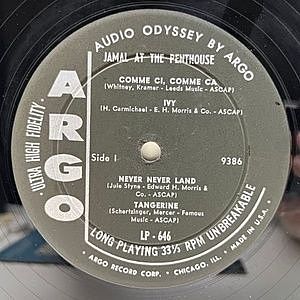 AUDIO ODYSSEY BY ARGO
JAMAL AT THE PENTHOUSE
COMME CI, COMME CA
(Whitney, Kramer - Leeds Music - ASCAP)
IVY
(H. Carmichael - E. H. Morris & Co. - ASCAP)
ULTRA HIGH FIDELITY.
ARGO
Side 1
9386
NEVER NEVER LAND
(Jule Styne - Edward H. Morris &
Co. - ASCAP)
TANGERINE
(Schertzinger, Mercer - Famous
Music - ASCAP)
LP - 646
LONG PLAYING 33⅓ RPM UNBREAKABLE
• ARGO RECORD CORP. • CHICAGO, ILL. • MADE IN U.S.A. •